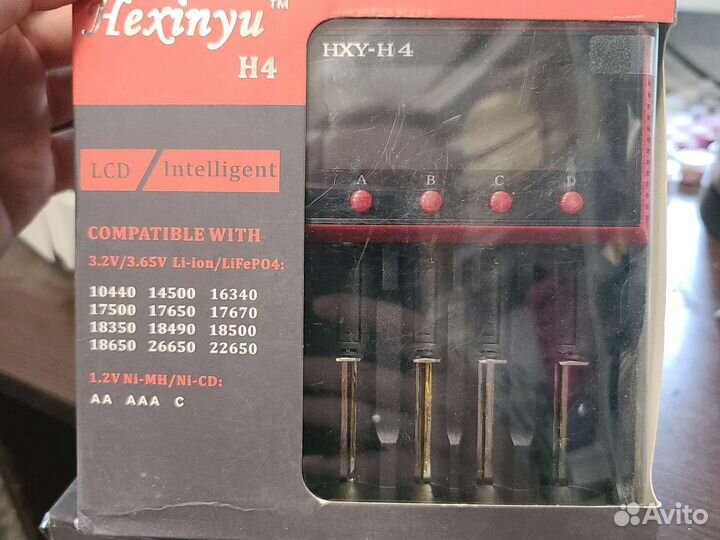 Hexinyu™
H4
LCD / Intelligent
COMPATIBLE WITH
3.2V/3.65V Li-ion/LiFePO4:
10440 14500 16340
17500 17650 17670
18350 18490 18500
18650 26650 22650
1.2V Ni-MH/Ni-CD:
AA AAA C
HXY-H4
A B C D
Avito